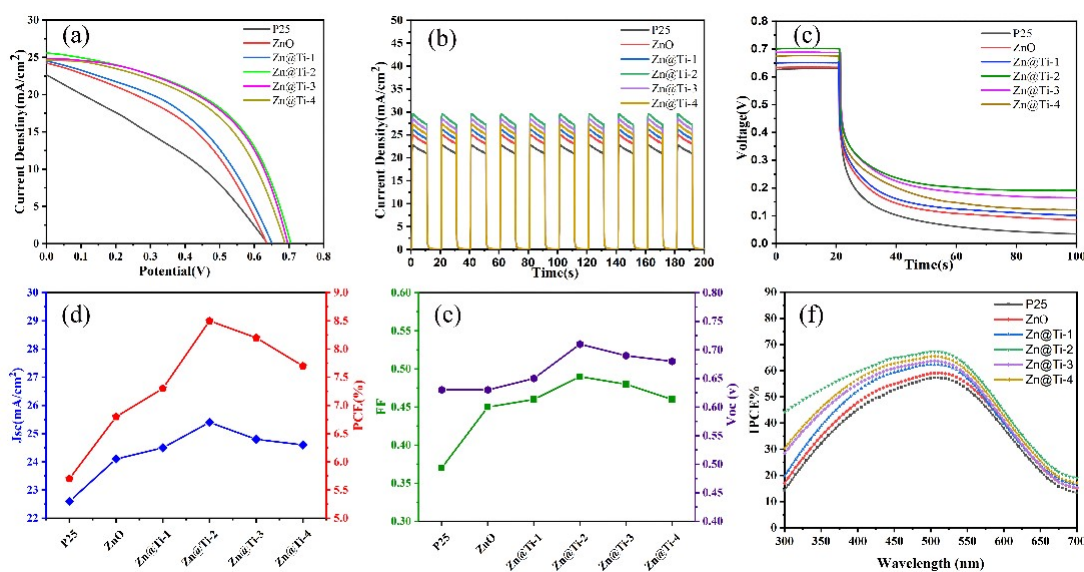 (a)
P25
ZnO
Zn@Ti-1
Zn@Ti-2
Zn@Ti-3
Zn@Ti-4
Current Denstiny(mA/cm²)
30
25
20
15
10
5
0
0.0 0.1 0.2 0.3 0.4 0.5 0.6 0.7 0.8
Potential(V)
(b)
P25
ZnO
Zn@Ti-1
Zn@Ti-2
Zn@Ti-3
Zn@Ti-4
Current Density(mA/cm²)
50
45
40
35
30
25
20
15
10
5
0
0 20 40 60 80 100 120 140 160 180 200
Time(s)
(c)
P25
ZnO
Zn@Ti-1
Zn@Ti-2
Zn@Ti-3
Zn@Ti-4
Voltage(V)
0.8
0.7
0.6
0.5
0.4
0.3
0.2
0.1
0.0
0 20 40 60 80 100
Time(s)
(d)
Jsc(mA/cm²)
30
29
28
27
26
25
24
23
22
PCE(%)
9.0
8.5
8.0
7.5
7.0
6.5
6.0
5.5
5.0
P25 ZnO Zn@Ti-1 Zn@Ti-2 Zn@Ti-3 Zn@Ti-4
(e)
FF
0.60
0.55
0.50
0.45
0.40
0.35
0.30
Voc (v)
0.80
0.75
0.70
0.65
0.60
0.55
0.50
0.45
0.40
P25 ZnO Zn@Ti-1 Zn@Ti-2 Zn@Ti-3 Zn@Ti-4
(f)
P25
ZnO
Zn@Ti-1
Zn@Ti-2
Zn@Ti-3
Zn@Ti-4
IPCE%
90
80
70
60
50
40
30
20
10
0
300 350 400 450 500 550 600 650 700
Wavelength (nm)